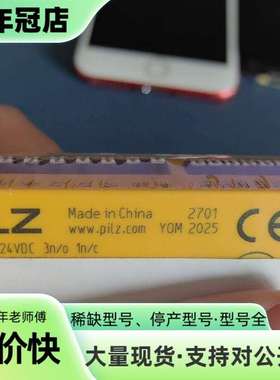 年冠店
LZ
Made in China
2701
www.pilz.com
YOM 2025
24VDC 3n/o 1n/c
年老师傅
价快
稀缺型号、停产型号·型号全
大量现货·支持对公